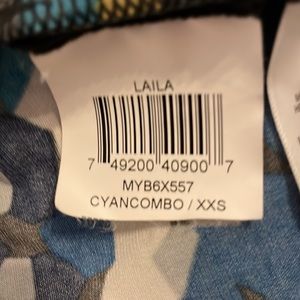 LAILA
7 49200 40900 7
MYB6X557
CYANCOMBO / XXS